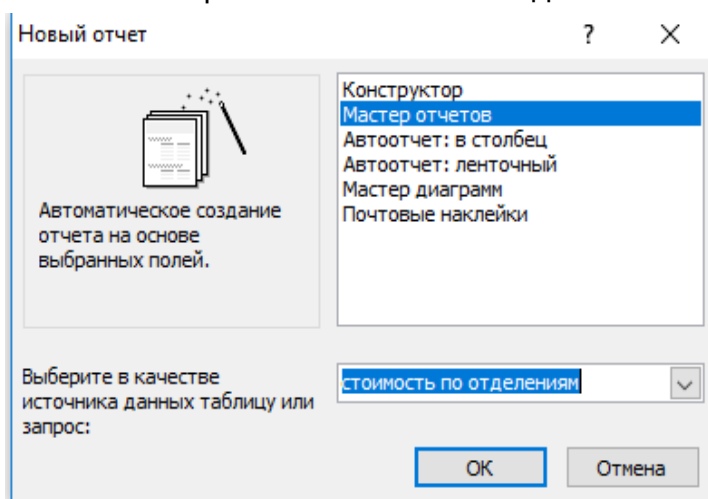 Новый отчет
?
Конструктор
Мастер отчетов
Автоотчет: в столбец
Автоотчет: ленточный
Мастер диаграмм
Почтовые наклейки
Автоматическое создание
отчета на основе
выбранных полей.
Выберите в качестве
источника данных таблицу или
запрос:
стоимость по отделениям
ОК
Отмена